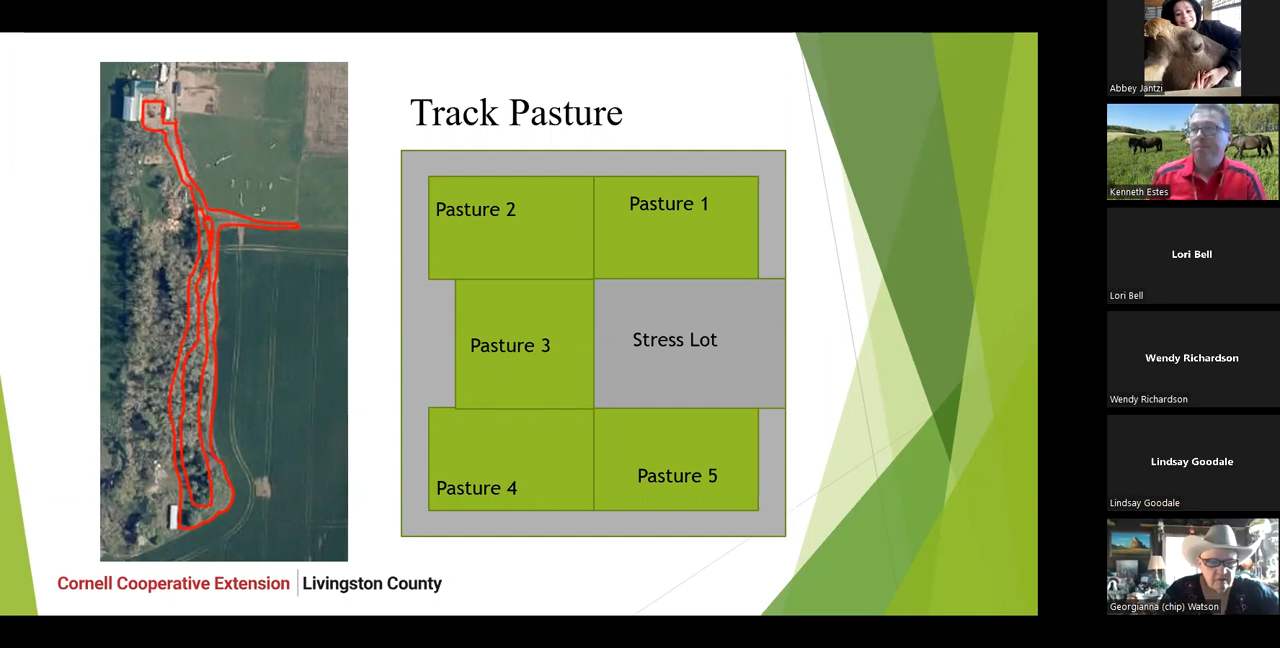 Track Pasture
Pasture 2
Pasture 1
Pasture 3
Stress Lot
Pasture 4
Pasture 5
Cornell Cooperative Extension | Livingston County
Abbey Jantzi
Kenneth Estes
Lori Bell
Lori Bell
Wendy Richardson
Wendy Richardson
Lindsay Goodale
Lindsay Goodale
Georgianna (chip) Watson